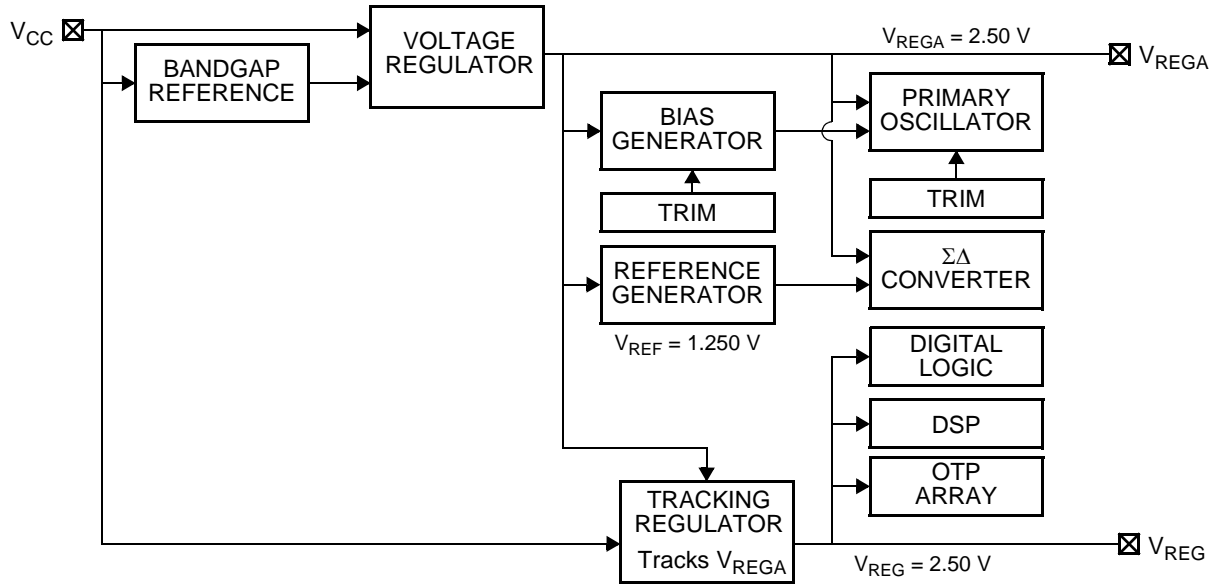 VCC
VOLTAGE
REGULATOR
BANDGAP
REFERENCE
VREGA = 2.50 V
VREGA
BIAS
GENERATOR
PRIMARY
OSCILLATOR
TRIM
TRIM
REFERENCE
GENERATOR
VREF = 1.250 V
ΣΔ
CONVERTER
DIGITAL
LOGIC
DSP
OTP
ARRAY
TRACKING
REGULATOR
Tracks VREGA
VREG = 2.50 V
VREG